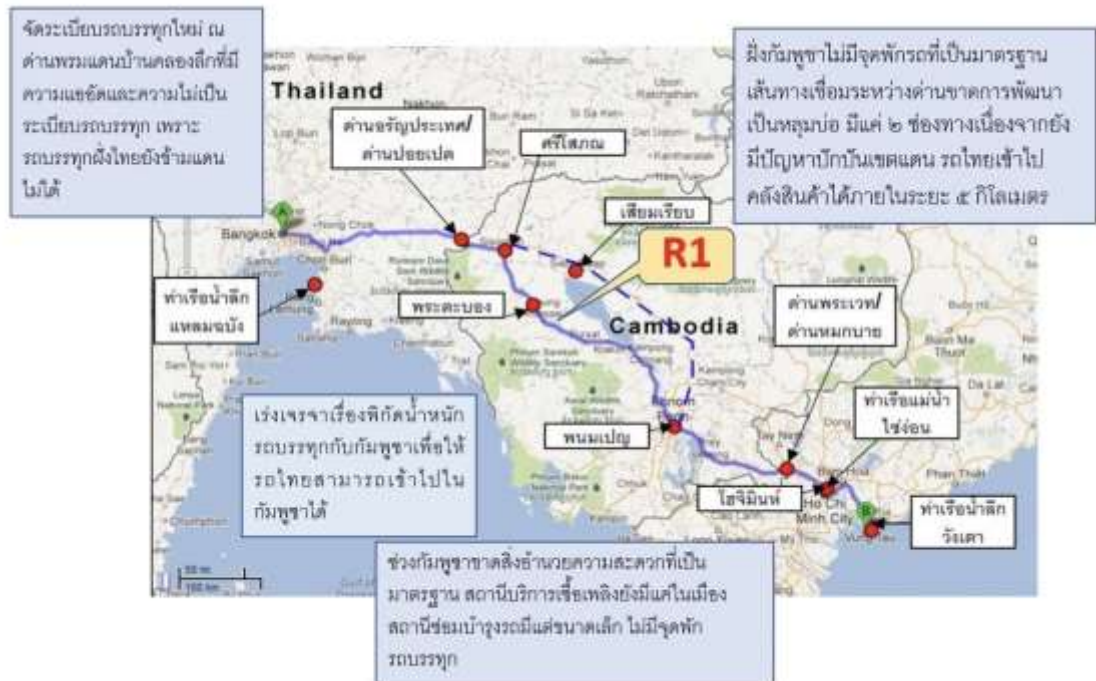 จัดระเบียบรถบรรทุกใหม่ ณ
ด่านพรมแดนบ้านคลองลึกที่มี
ความแออัดและความไม่เป็น
ระเบียบรถบรรทุก เพราะ
รถบรรทุกฝั่งไทยยังข้ามแดน
ไม่ได้
ฝั่งกัมพูชาไม่มีจุดพักรถที่เป็นมาตรฐาน
เส้นทางเชื่อมระหว่างด่านขาดการพัฒนา
เป็นหลุมบ่อ มีแค่ ๒ ช่องทางเนื่องจากยัง
มีปัญหาปักปันเขตแดน รถไทยเข้าไป
คลังสินค้าได้ภายในระยะ ๕ กิโลเมตร
Thailand
ด่านอรัญประเทศ/
ด่านปอยเปต
ศรีโสภณ
เสียมเรียบ
A
Bangkok
Chon Buri
R1
ท่าเรือน้ำลึก
แหลมฉบัง
Rayong
พระตะบอง
Cambodia
ด่านพระเวท/
ด่านหมกบาย
ท่าเรือแม่น้ำ
ไซ่ง่อน
เร่งเจรจาเรื่องพิกัดน้ำหนัก
รถบรรทุกกับกัมพูชาเพื่อให้
รถไทยสามารถเข้าไปใน
กัมพูชาได้
พนมเปญ
Tay Ninh
Da Lat
Phan Thiet
โฮจิมินห์
Ho Chi
Minh City
B
Vung Tau
ท่าเรือน้ำลึก
วังเตา
50 mi
100 km
ช่วงกัมพูชาขาดสิ่งอำนวยความสะดวกที่เป็น
มาตรฐาน สถานีบริการเชื้อเพลิงยังมีแค่ในเมือง
สถานีซ่อมบำรุงรถมีแต่ขนาดเล็ก ไม่มีจุดพัก
รถบรรทุก